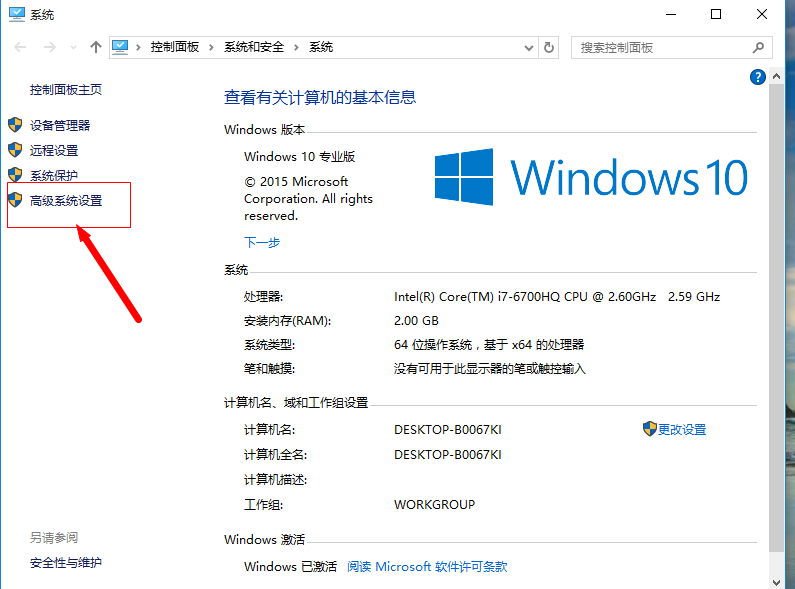 系统
控制面板 系统和安全 系统
搜索控制面板
控制面板主页
设备管理器
远程设置
系统保护
高级系统设置
?
查看有关计算机的基本信息
Windows 版本
Windows 10 专业版
© 2015 Microsoft
Corporation. All rights
reserved.
下一步
Windows 10
系统
处理器: Intel(R) Core(TM) i7-6700HQ CPU @ 2.60GHz 2.59 GHz
安装内存(RAM): 2.00 GB
系统类型: 64 位操作系统，基于 x64 的处理器
笔和触摸: 没有可用于此显示器的笔或触控输入
计算机名、域和工作组设置
计算机名: DESKTOP-B0067KI 更改设置
计算机全名: DESKTOP-B0067KI
计算机描述:
工作组: WORKGROUP
Windows 激活
Windows 已激活 阅读 Microsoft 软件许可条款
另请参阅
安全性与维护